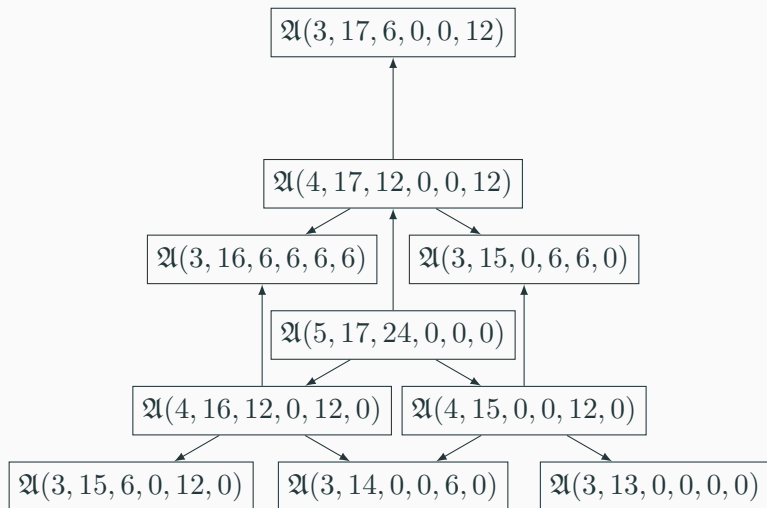 𝔄(3, 17, 6, 0, 0, 12)
𝔄(4, 17, 12, 0, 0, 12)
𝔄(3, 16, 6, 6, 6, 6)
𝔄(3, 15, 0, 6, 6, 0)
𝔄(5, 17, 24, 0, 0, 0)
𝔄(4, 16, 12, 0, 12, 0)
𝔄(4, 15, 0, 0, 12, 0)
𝔄(3, 15, 6, 0, 12, 0)
𝔄(3, 14, 0, 0, 6, 0)
𝔄(3, 13, 0, 0, 0, 0)